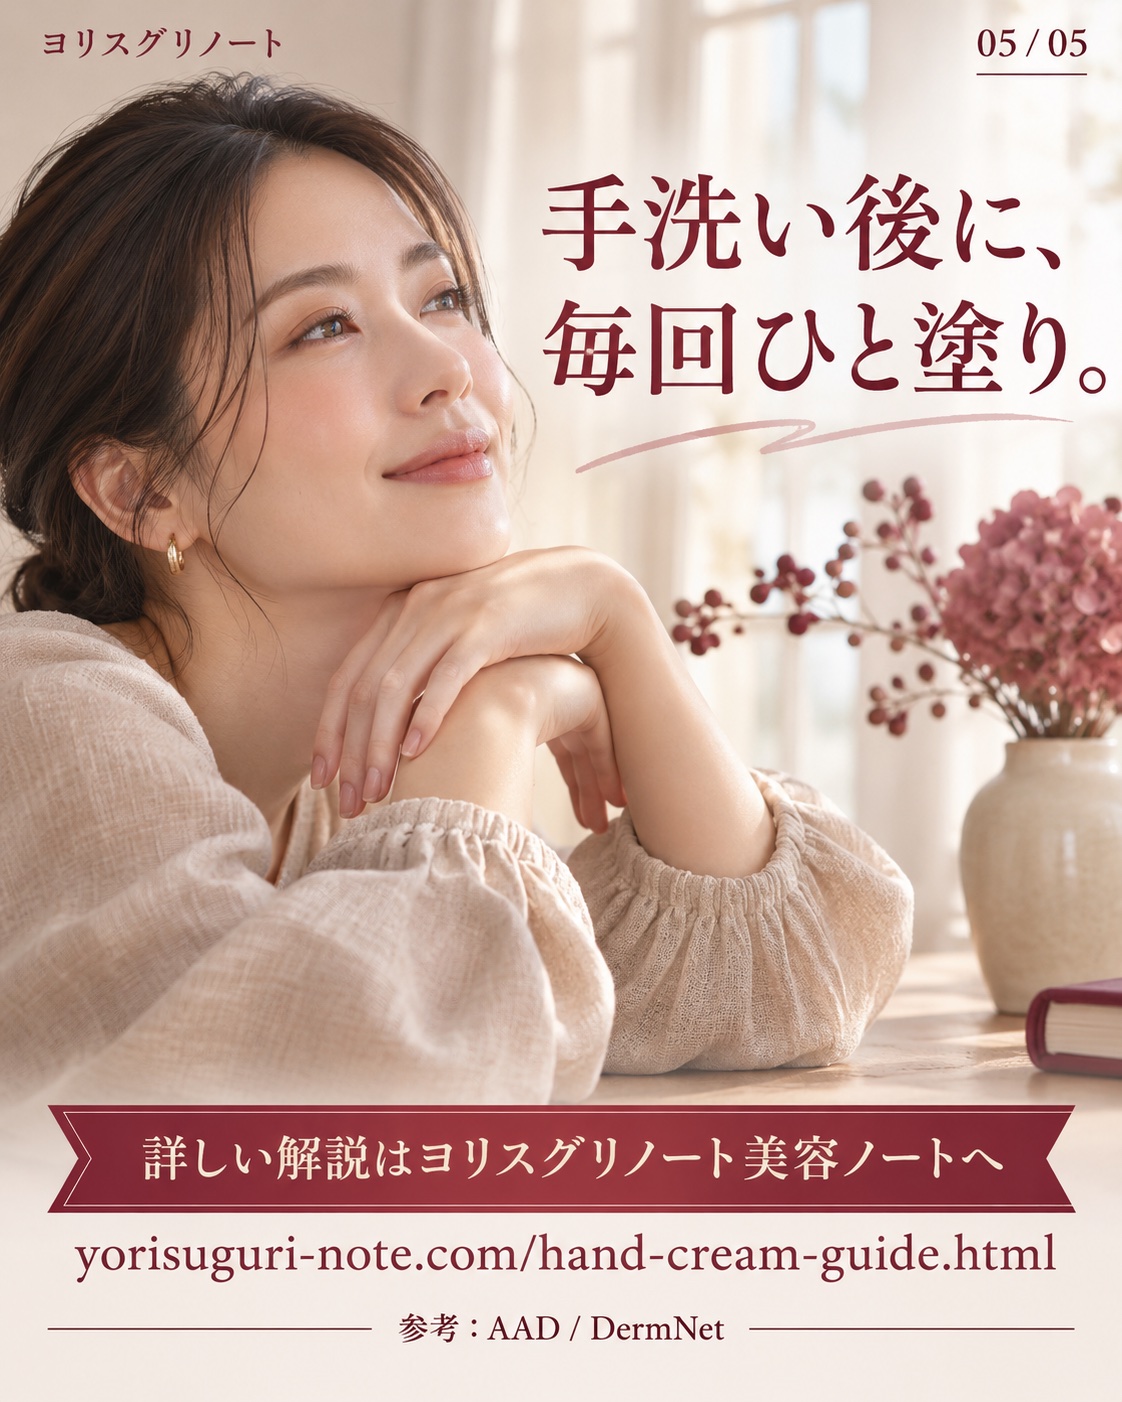 ヨリスグリノート
05 / 05
手洗い後に、
毎回ひと塗り。
詳しい解説はヨリスグリノート美容ノートへ
yorisuguri-note.com/hand-cream-guide.html
参考：AAD / DermNet